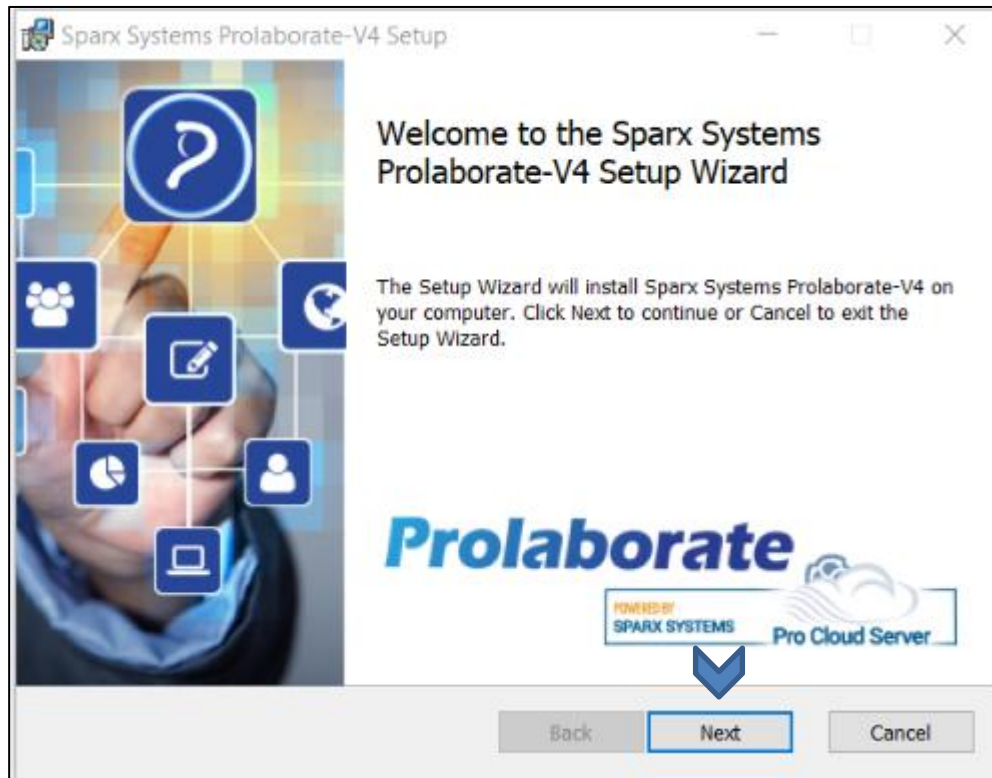 Sparx Systems Prolaborate-V4 Setup
Welcome to the Sparx Systems
Prolaborate-V4 Setup Wizard
The Setup Wizard will install Sparx Systems Prolaborate-V4 on
your computer. Click Next to continue or Cancel to exit the
Setup Wizard.
Prolaborate
POWERED BY
SPARX SYSTEMS
Pro Cloud Server
Back
Next
Cancel